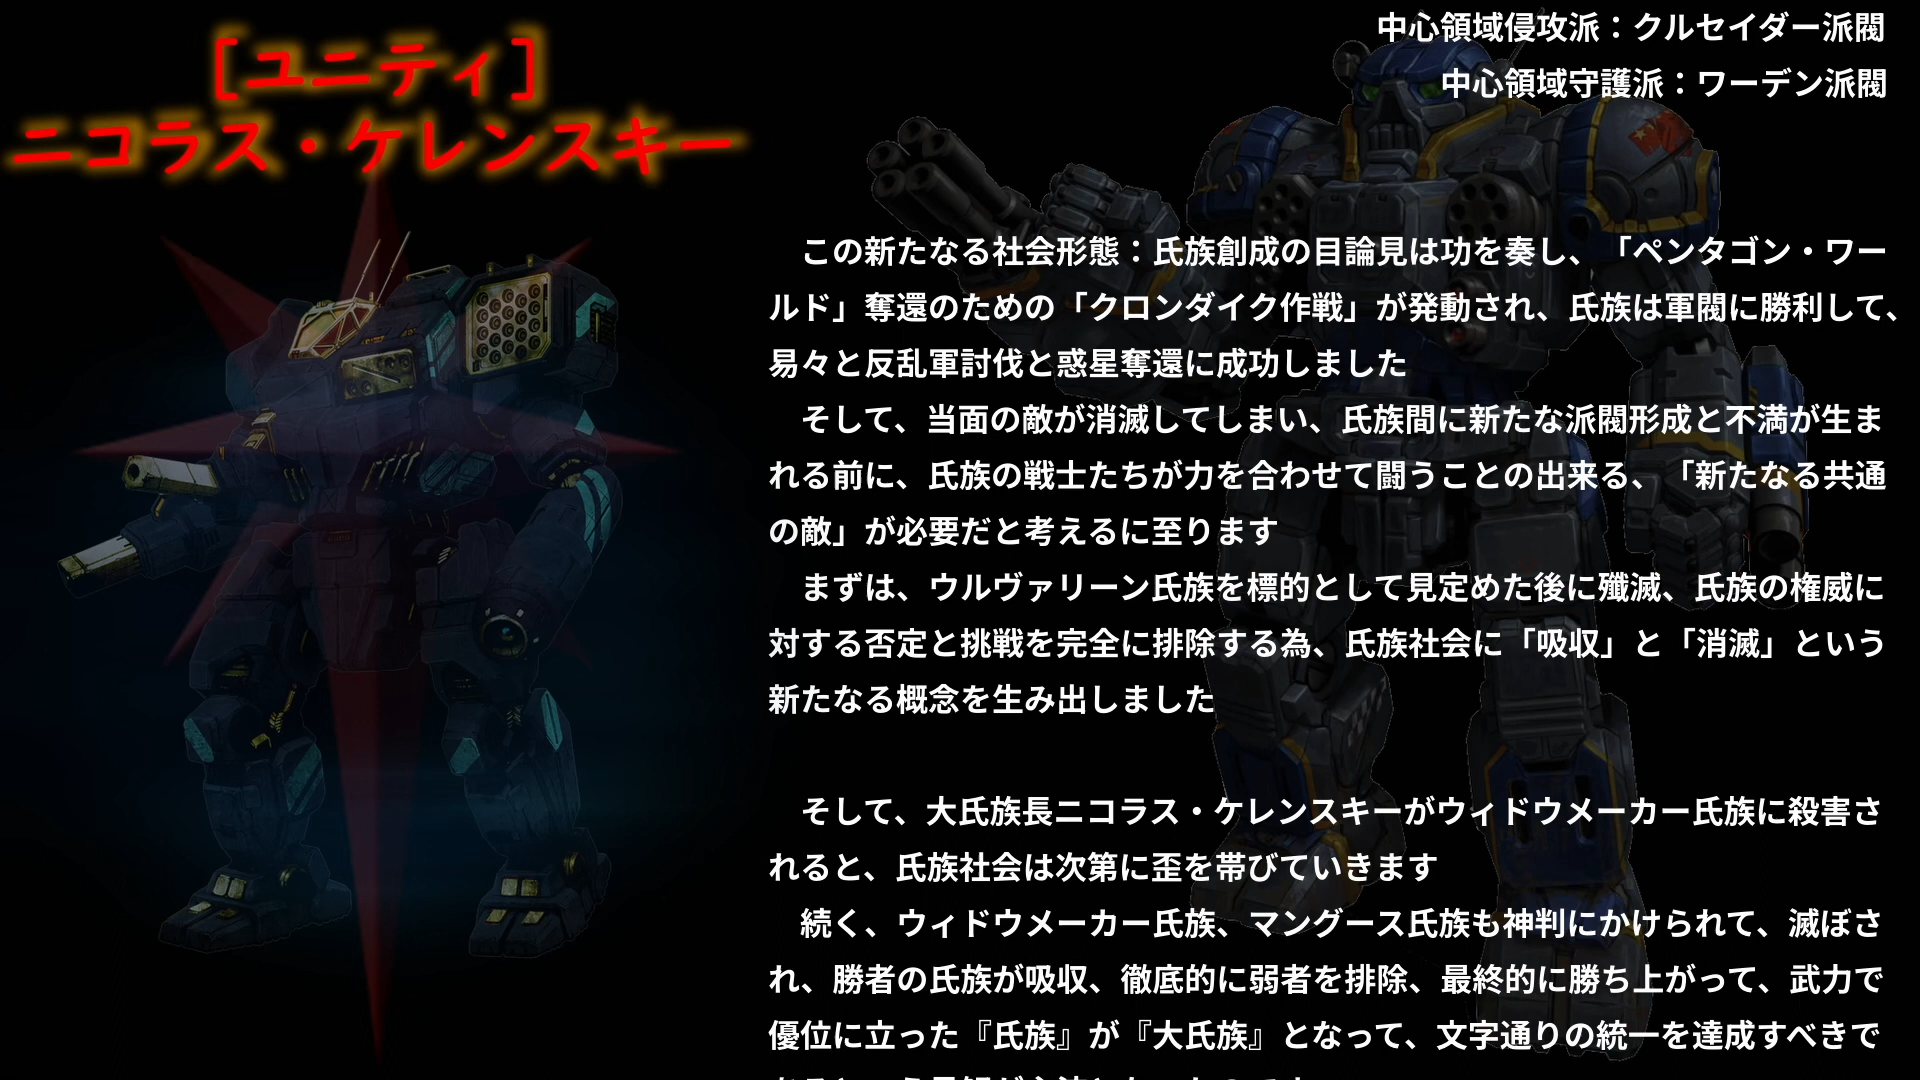 ［ユニティ］
ニコラス・ケレンスキー
中心領域侵攻派：クルセイダー派閥
中心領域守護派：ワーデン派閥
この新たなる社会形態：氏族創成の目論見は功を奏し、「ペンタゴン・ワー
ルド」奪還のための「クロンダイク作戦」が発動され、氏族は軍閥に勝利して、
易々と反乱軍討伐と惑星奪還に成功しました
そして、当面の敵が消滅してしまい、氏族間に新たな派閥形成と不満が生ま
れる前に、氏族の戦士たちが力を合わせて闘うことの出来る、「新たなる共通
の敵」が必要だと考えるに至ります
まずは、ウルヴァリーン氏族を標的として見定めた後に殲滅、氏族の権威に
対する否定と挑戦を完全に排除する為、氏族社会に「吸収」と「消滅」という
新たなる概念を生み出しました
そして、大氏族長ニコラス・ケレンスキーがウィドウメーカー氏族に殺害さ
れると、氏族社会は次第に歪を帯びていきます
続く、ウィドウメーカー氏族、マングース氏族も神判にかけられて、滅ぼさ
れ、勝者の氏族が吸収、徹底的に弱者を排除、最終的に勝ち上がって、武力で
優位に立った『氏族』が『大氏族』となって、文字通りの統一を達成すべきで